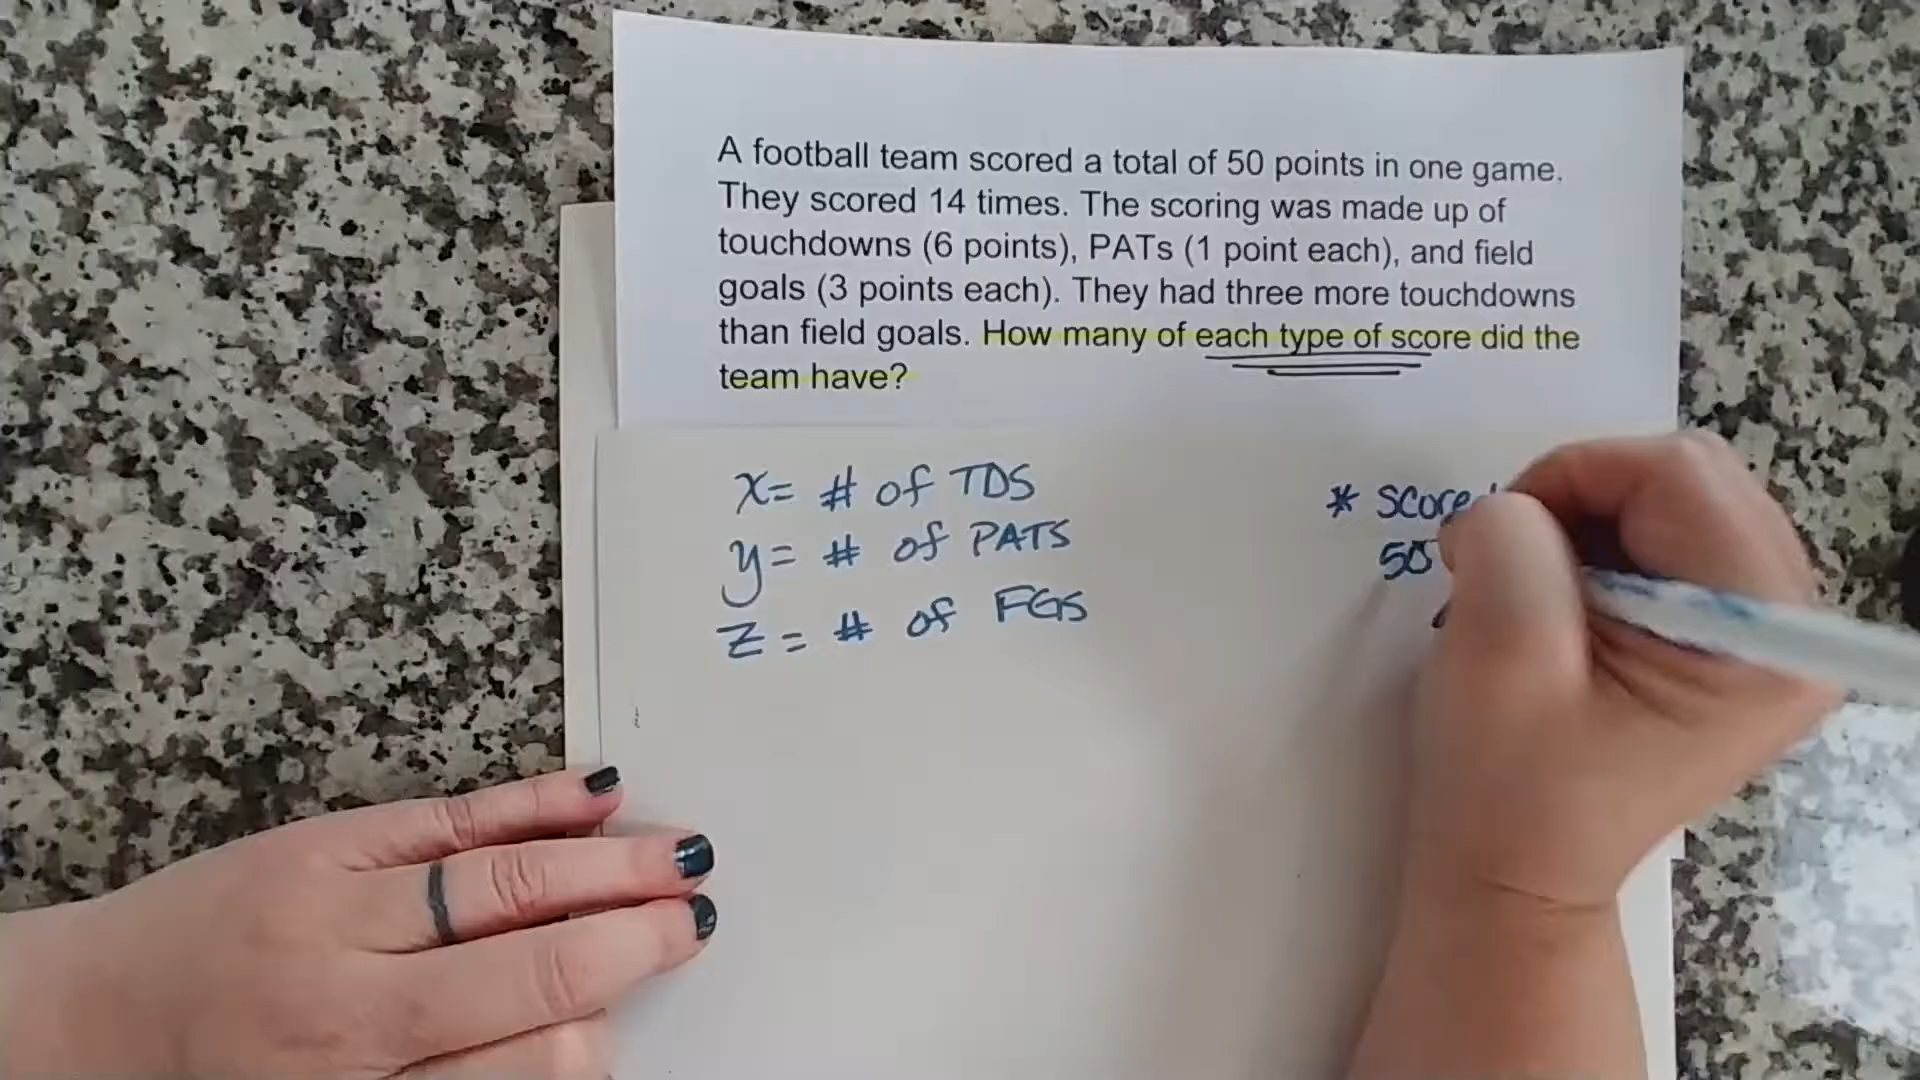 A football team scored a total of 50 points in one game.
They scored 14 times. The scoring was made up of
touchdowns (6 points), PATs (1 point each), and field
goals (3 points each). They had three more touchdowns
than field goals. How many of each type of score did the
team have?
x = # of TDS
y = # of PATS
z = # of FGS
* score
50